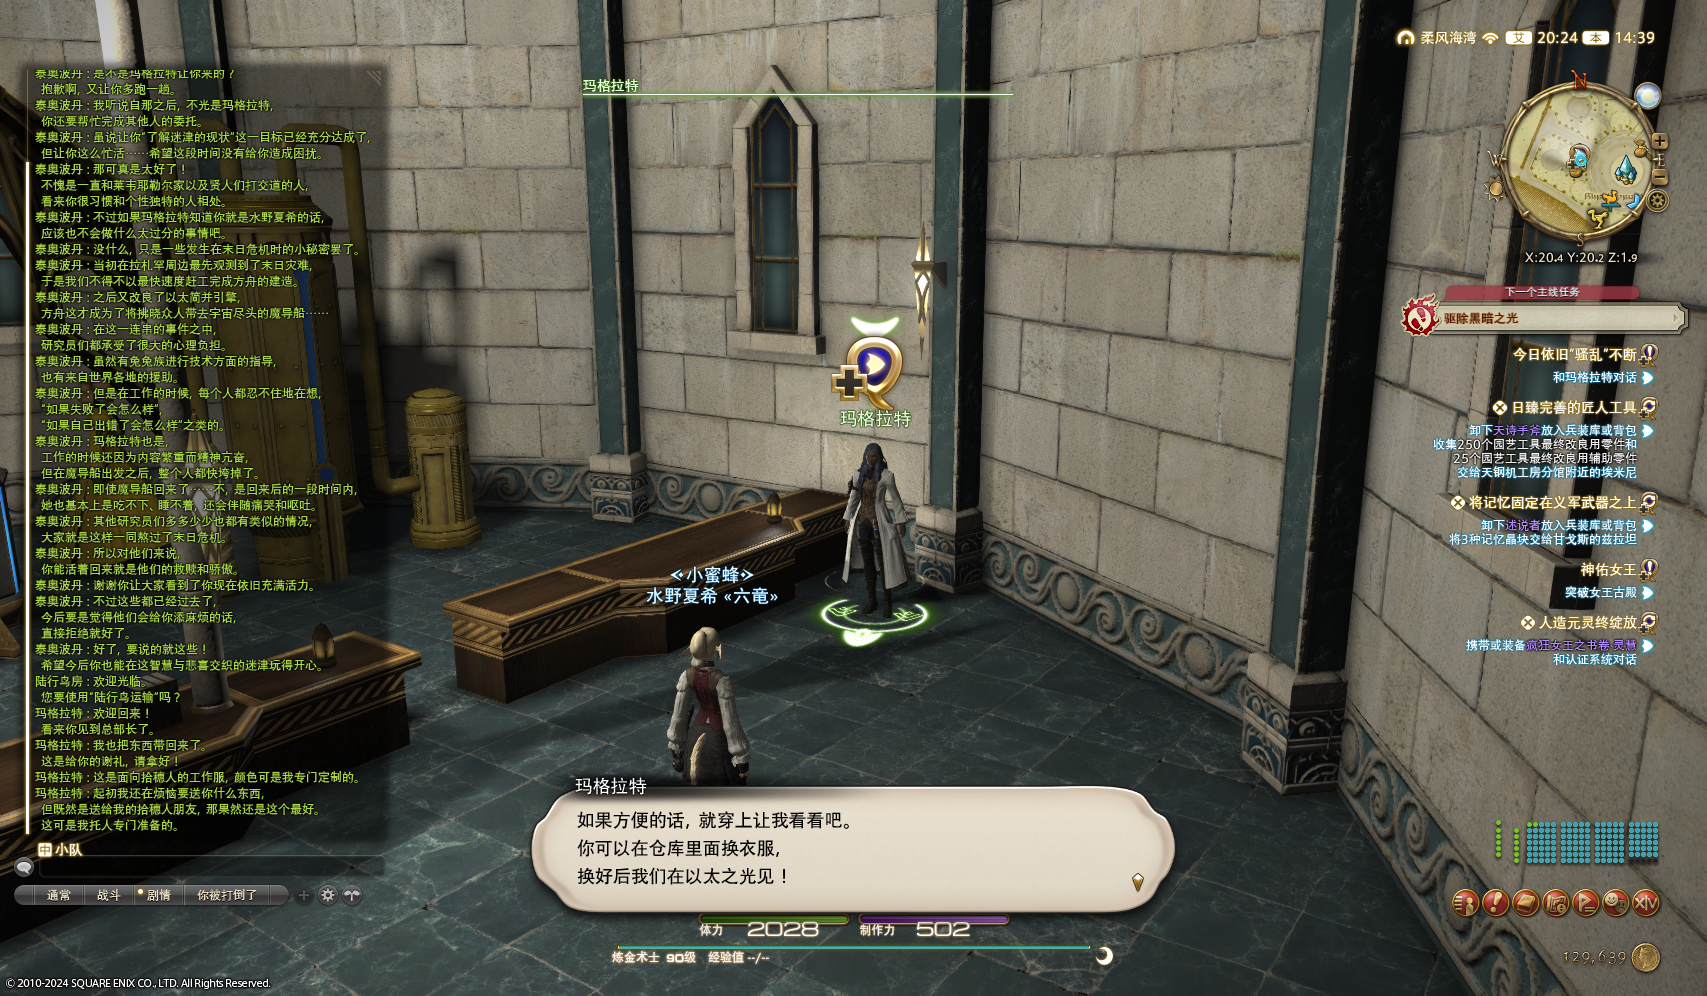 泰奥波丹：是不是玛格拉特让你来的？
抱歉啊，又让你多跑一趟。
泰奥波丹：我听说自那之后，不光是玛格拉特，
你还要帮忙完成其他人的委托。
泰奥波丹：虽说让你“了解迷津的现状”这一目标已经充分达成了，
但让你这么忙活……希望这段时间没有给你造成困扰。
泰奥波丹：那可真是太好了！
不愧是一直和莱韦耶勒尔家以及贤人们打交道的人，
看来你很习惯和个性独特的人相处。
泰奥波丹：不过如果玛格拉特知道你就是水野夏希的话，
应该也不会做什么太过分的事情吧。
泰奥波丹：没什么，只是一些发生在末日危机时的小秘密罢了。
泰奥波丹：当初在拉札罕周边最先观测到了末日灾难，
于是我们不得不以最快速度赶工完成方舟的建造。
泰奥波丹：之后又改良了以太简并引擎，
方舟这才成为了将拂晓众人带去宇宙尽头的魔导船……
泰奥波丹：在这一连串的事件之中，
研究员们都承受了很大的心理负担。
泰奥波丹：虽然有兔兔族进行技术方面的指导，
也有来自世界各地的援助。
泰奥波丹：但是在工作的时候，每个人都忍不住地在想，
“如果失败了会怎么样”，
“如果自己出错了会怎么样”之类的。
泰奥波丹：玛格拉特也是，
工作的时候还因为内容繁重而精神亢奋，
但在魔导船出发之后，整个人都快垮掉了。
泰奥波丹：即使魔导船回来了……不，是回来后的一段时间内，
她也基本上是吃不下、睡不着，还会伴随痛哭和呕吐。
泰奥波丹：其他研究员们多多少少也都有类似的情况，
大家就是这样一同熬过了末日危机。
泰奥波丹：所以对他们来说，
你能活着回来就是他们的救赎和骄傲。
泰奥波丹：谢谢你让大家看到了你现在依旧充满活力。
泰奥波丹：不过这些都已经过去了，
今后要是觉得他们会给你添麻烦的话，
直接拒绝就好了。
泰奥波丹：好了，要说的就这些！
希望今后你也能在这智慧与悲喜交织的迷津玩得开心。
陆行鸟房：欢迎光临。
您要使用“陆行鸟运输”吗？
玛格拉特：欢迎回来！
看来你见到总部长了。
玛格拉特：我也把东西带回来了。
这是给你的谢礼，请拿好！
玛格拉特：这是面向拾穗人的工作服，颜色可是我专门定制的。
玛格拉特：起初我还在烦恼要送你什么东西，
但既然是送给我的拾穗人朋友，那果然还是这个最好。
这可是我托人专门准备的。
小队
通常 战斗 剧情 你被打倒了
© 2010-2024 SQUARE ENIX CO., LTD. All Rights Reserved.
玛格拉特
玛格拉特
小蜜蜂
水野夏希 «六竜»
玛格拉特
如果方便的话，就穿上让我看看吧。
你可以在仓库里面换衣服，
换好后我们在以太之光见！
体力 2028 制作力 502
炼金术士 90级 经验值 --/--
柔风海湾 艾 20:24 本 14:39
N
W
E
S
X:20.4 Y:20.2 Z:1.9
下一个主线任务
驱除黑暗之光
今日依旧“骚乱”不断
和玛格拉特对话
日臻完善的匠人工具
卸下天诗手斧放入兵装库或背包
收集250个园艺工具最终改良用零件和
25个园艺工具最终改良用辅助零件
交给天钢机工房分馆附近的埃米尼
将记忆固定在义军武器之上
卸下述说者放入兵装库或背包
将3种记忆晶块交给甘戈斯的兹拉坦
神佑女王
突破女王古殿
人造元灵终绽放
携带或装备疯狂女王之书卷·灵慧
和认证系统对话
XIV
129,639